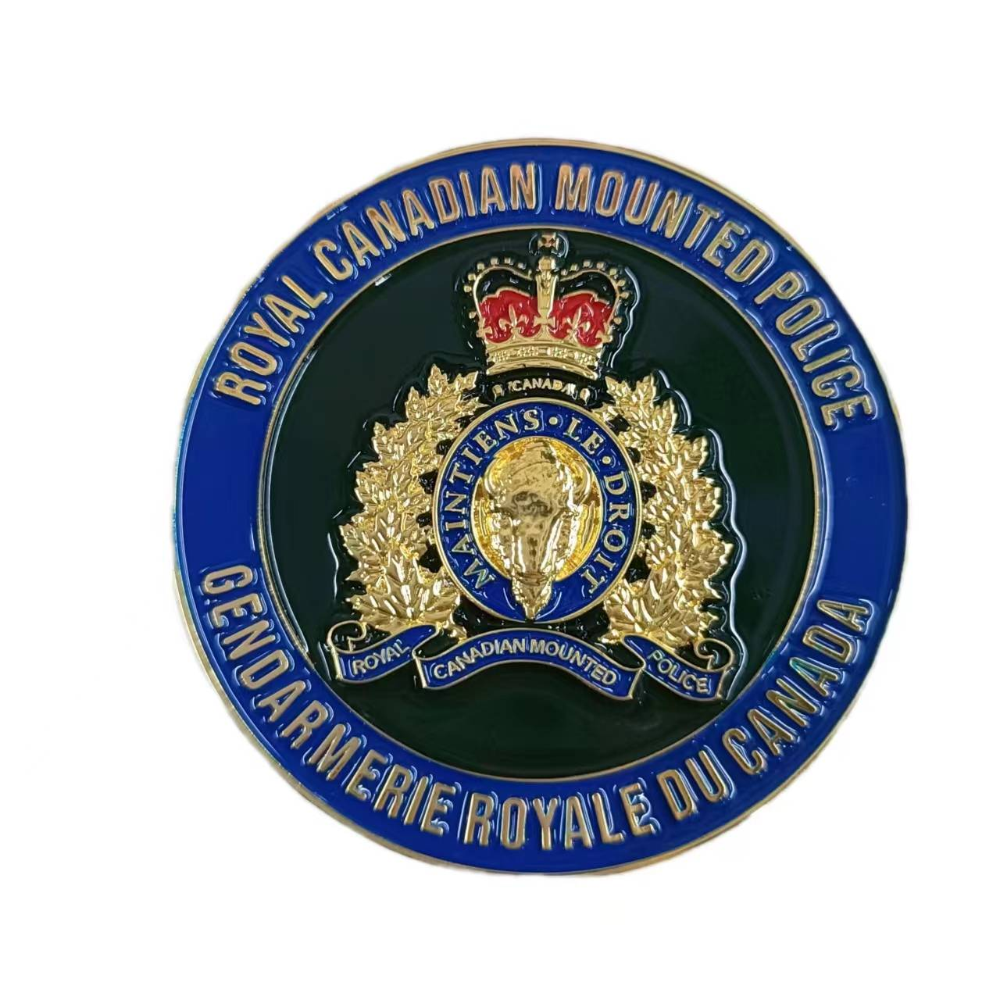 ROYAL CANADIAN MOUNTED POLICE
CANADA
MAINTIENS • LE • DROIT
ROYAL CANADIAN MOUNTED POLICE
GENDARMERIE ROYALE DU CANADA